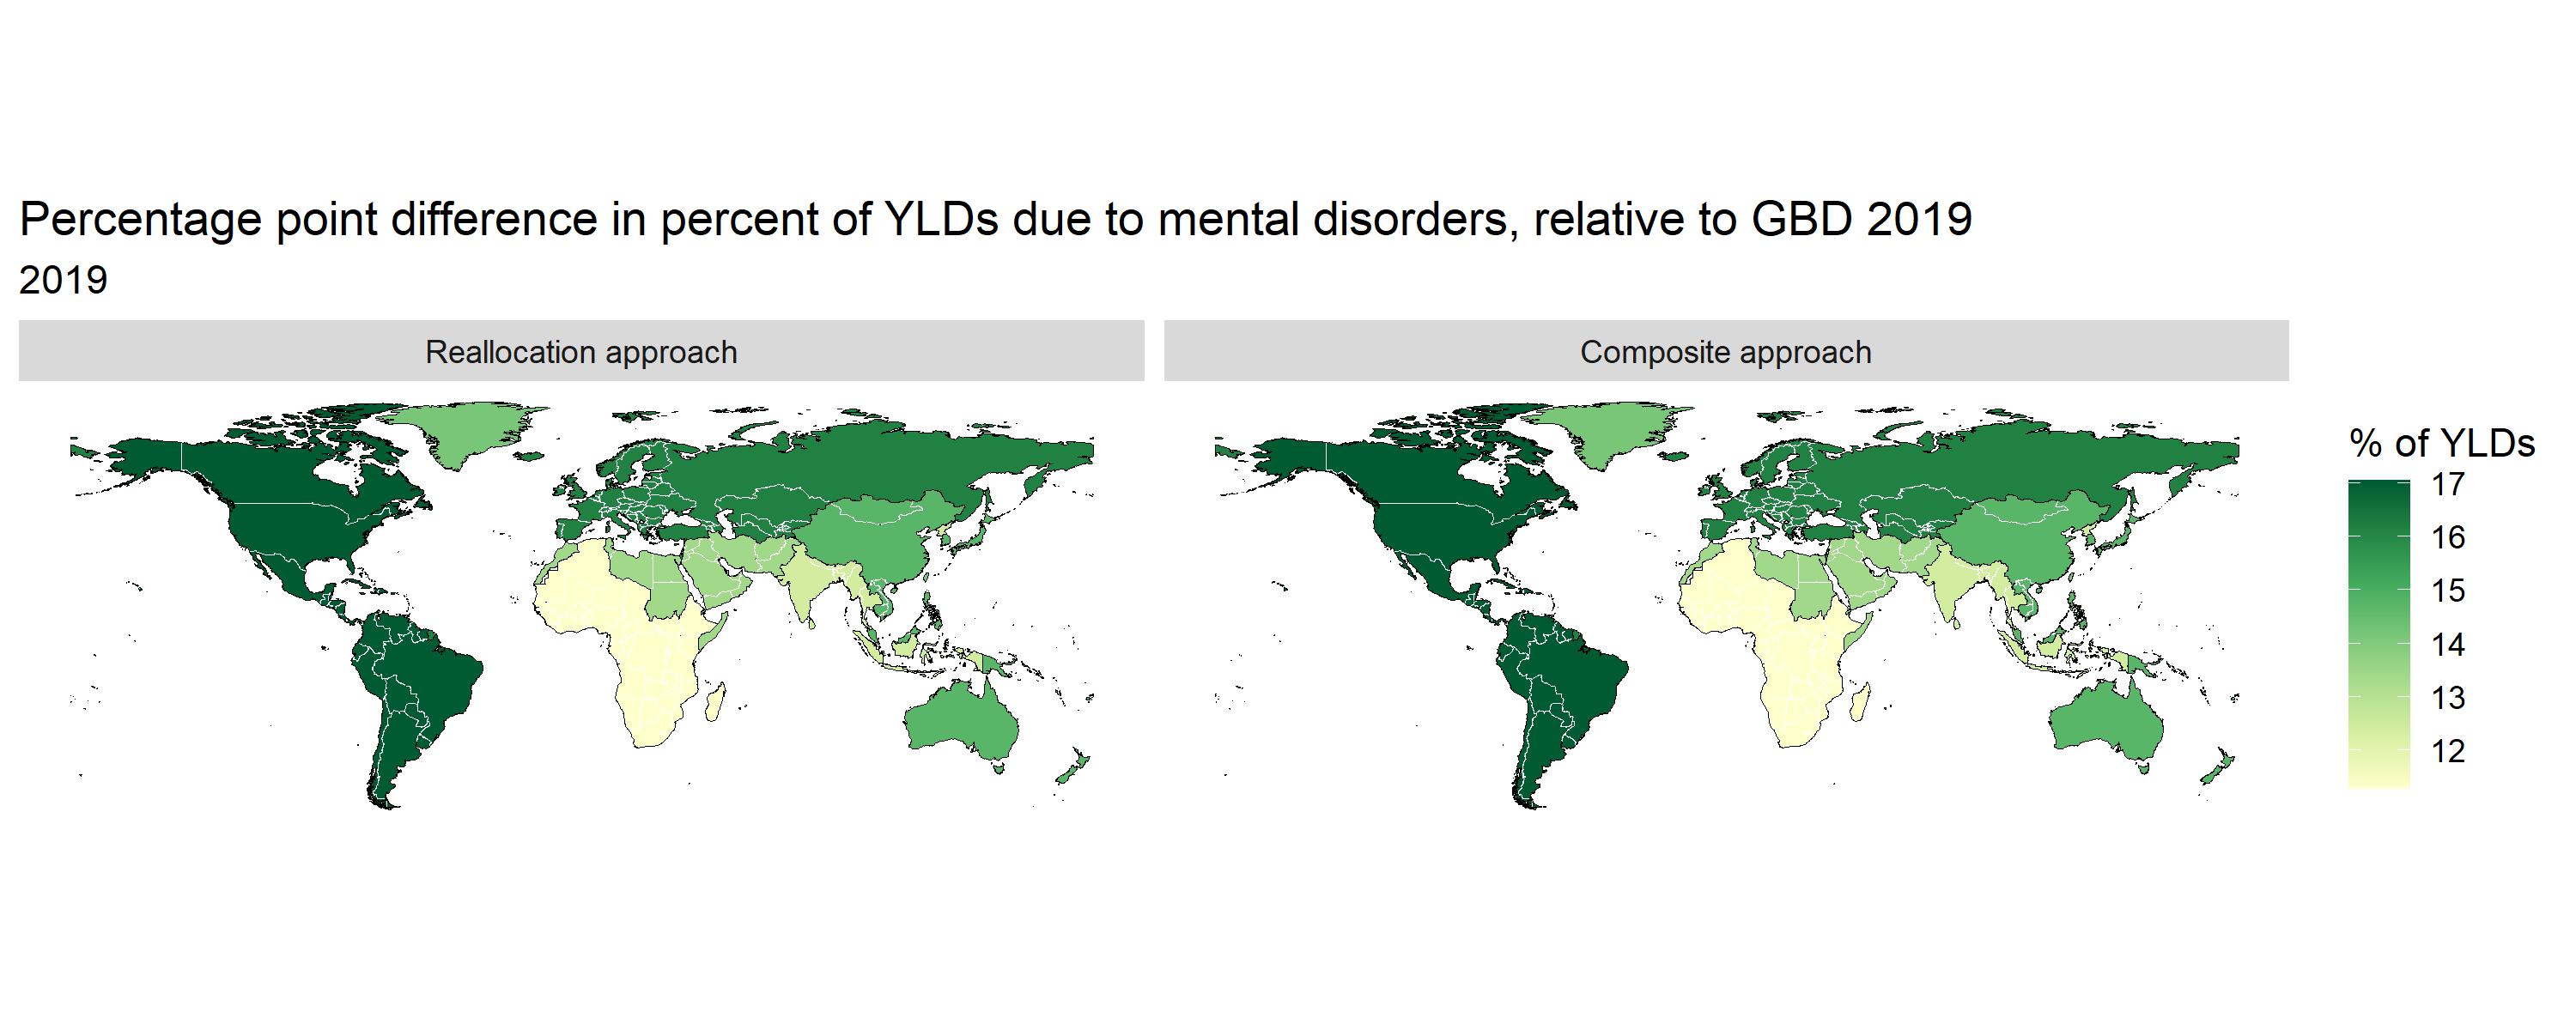 Percentage point difference in percent of YLDs due to mental disorders, relative to GBD 2019
2019
Reallocation approach
Composite approach
% of YLDs
17
16
15
14
13
12